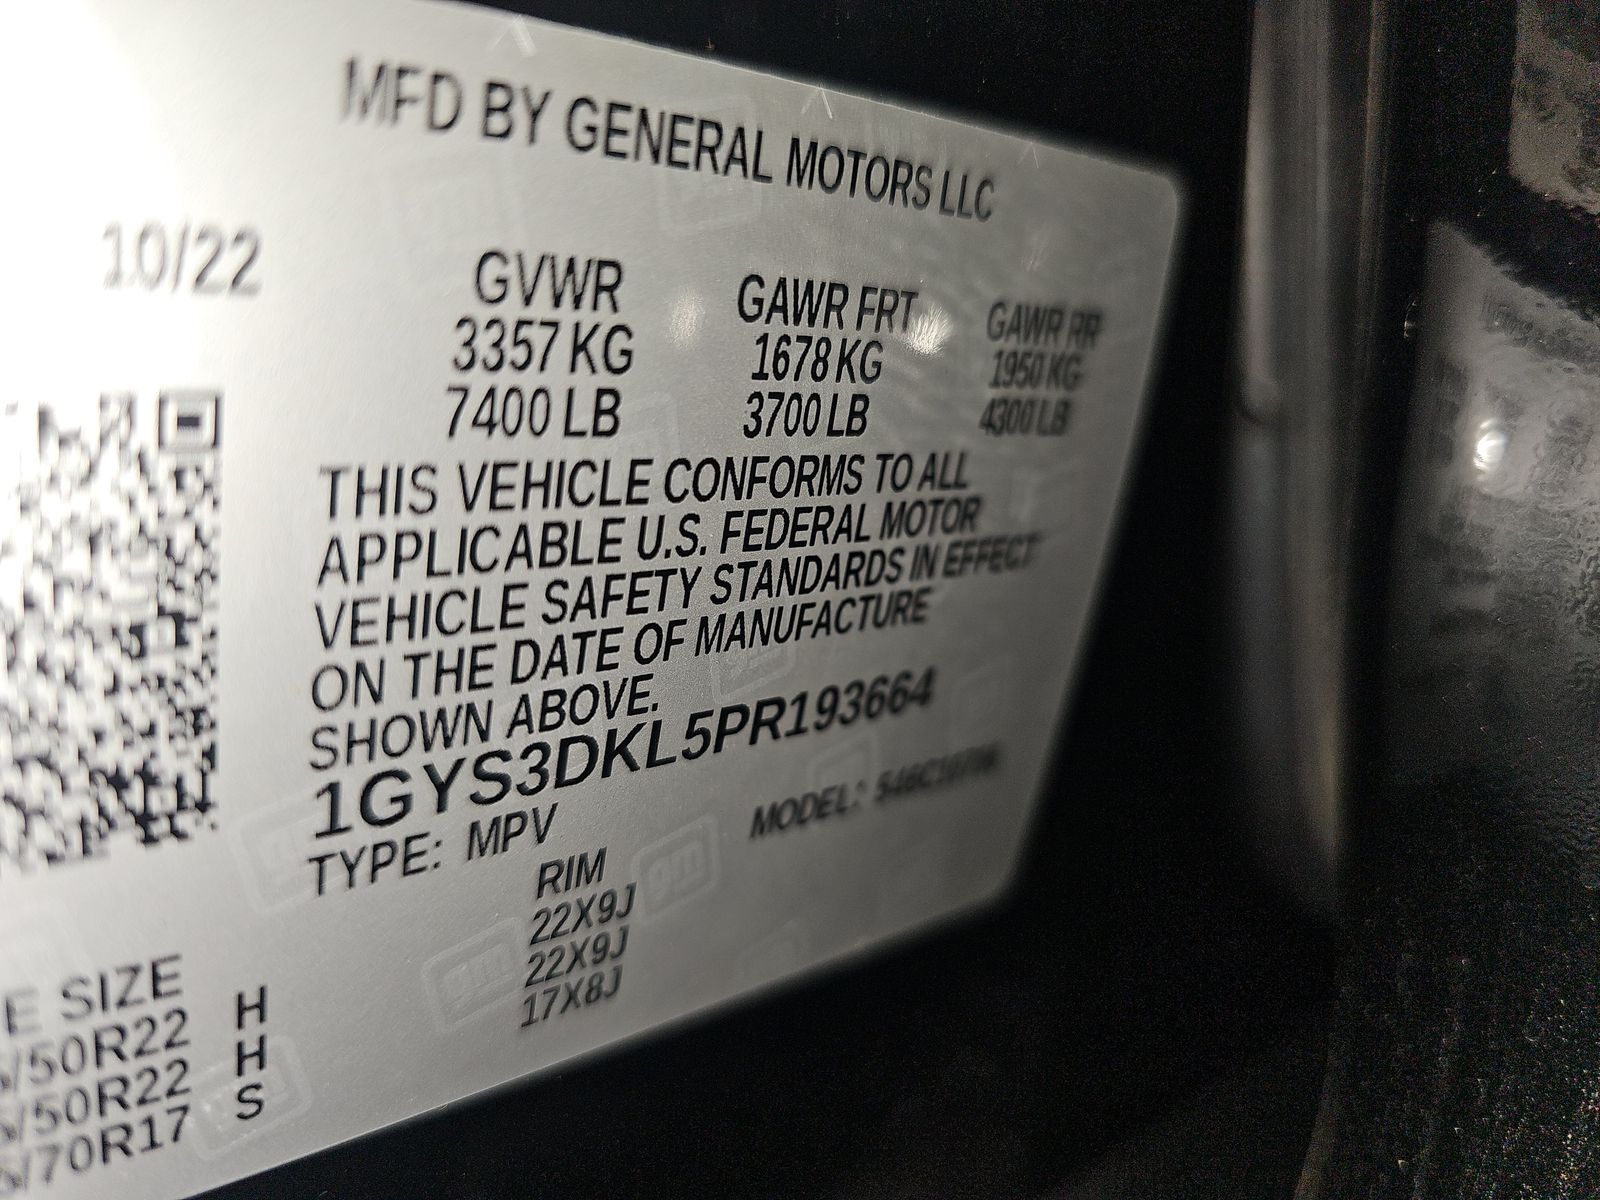 MFD BY GENERAL MOTORS LLC
10/22
GVWR GAWR FRT GAWR RR
3357 KG 1678 KG 1950 KG
7400 LB 3700 LB 4300 LB
THIS VEHICLE CONFORMS TO ALL
APPLICABLE U.S. FEDERAL MOTOR
VEHICLE SAFETY STANDARDS IN EFFECT
ON THE DATE OF MANUFACTURE
SHOWN ABOVE.
1GYS3DKL5PR193664
TYPE: MPV MODEL:
E SIZE RIM
/50R22 H 22X9J
/50R22 H 22X9J
/70R17 S 17X8J